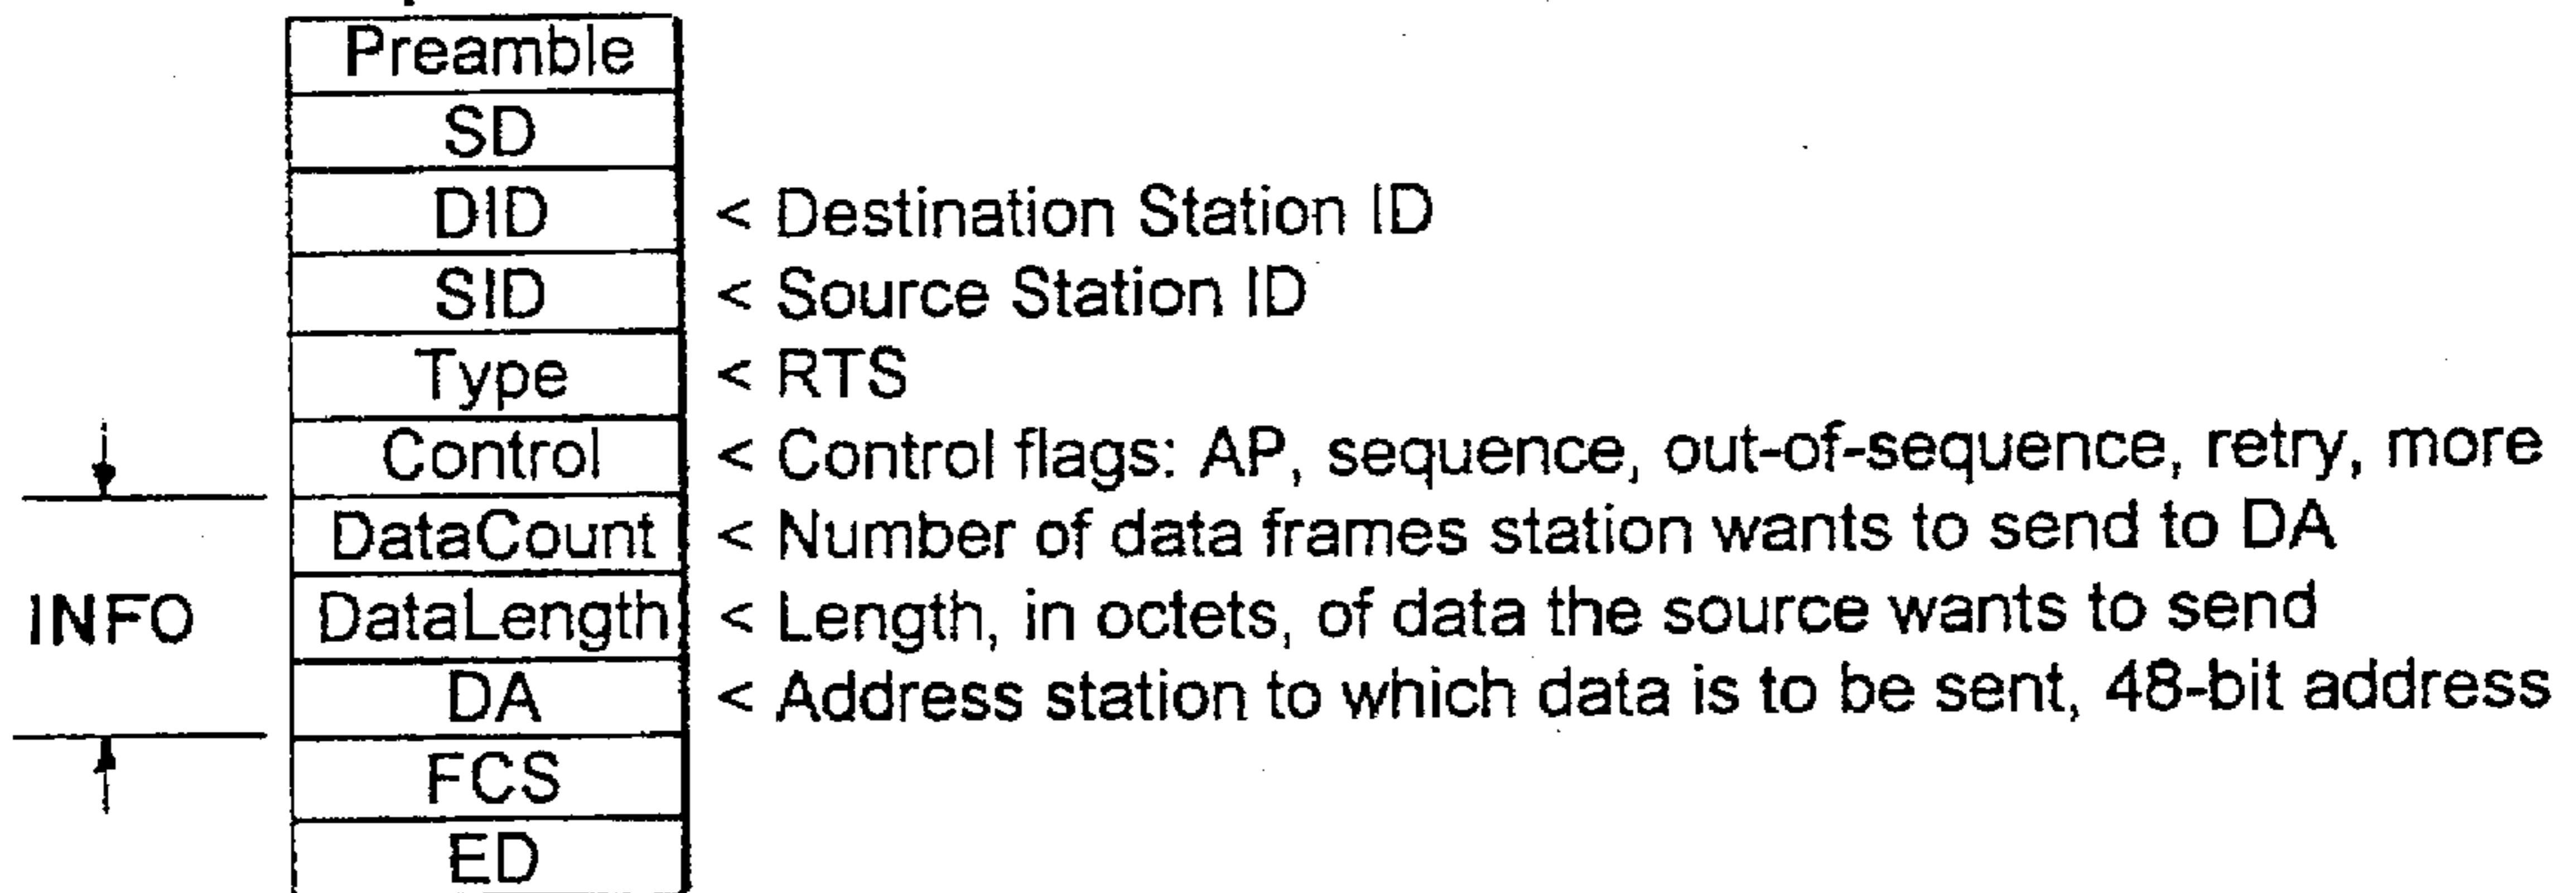 Preamble
SD
DID < Destination Station ID
SID < Source Station ID
Type < RTS
Control < Control flags: AP, sequence, out-of-sequence, retry, more
DataCount < Number of data frames station wants to send to DA
INFO DataLength < Length, in octets, of data the source wants to send
DA < Address station to which data is to be sent, 48-bit address
FCS
ED